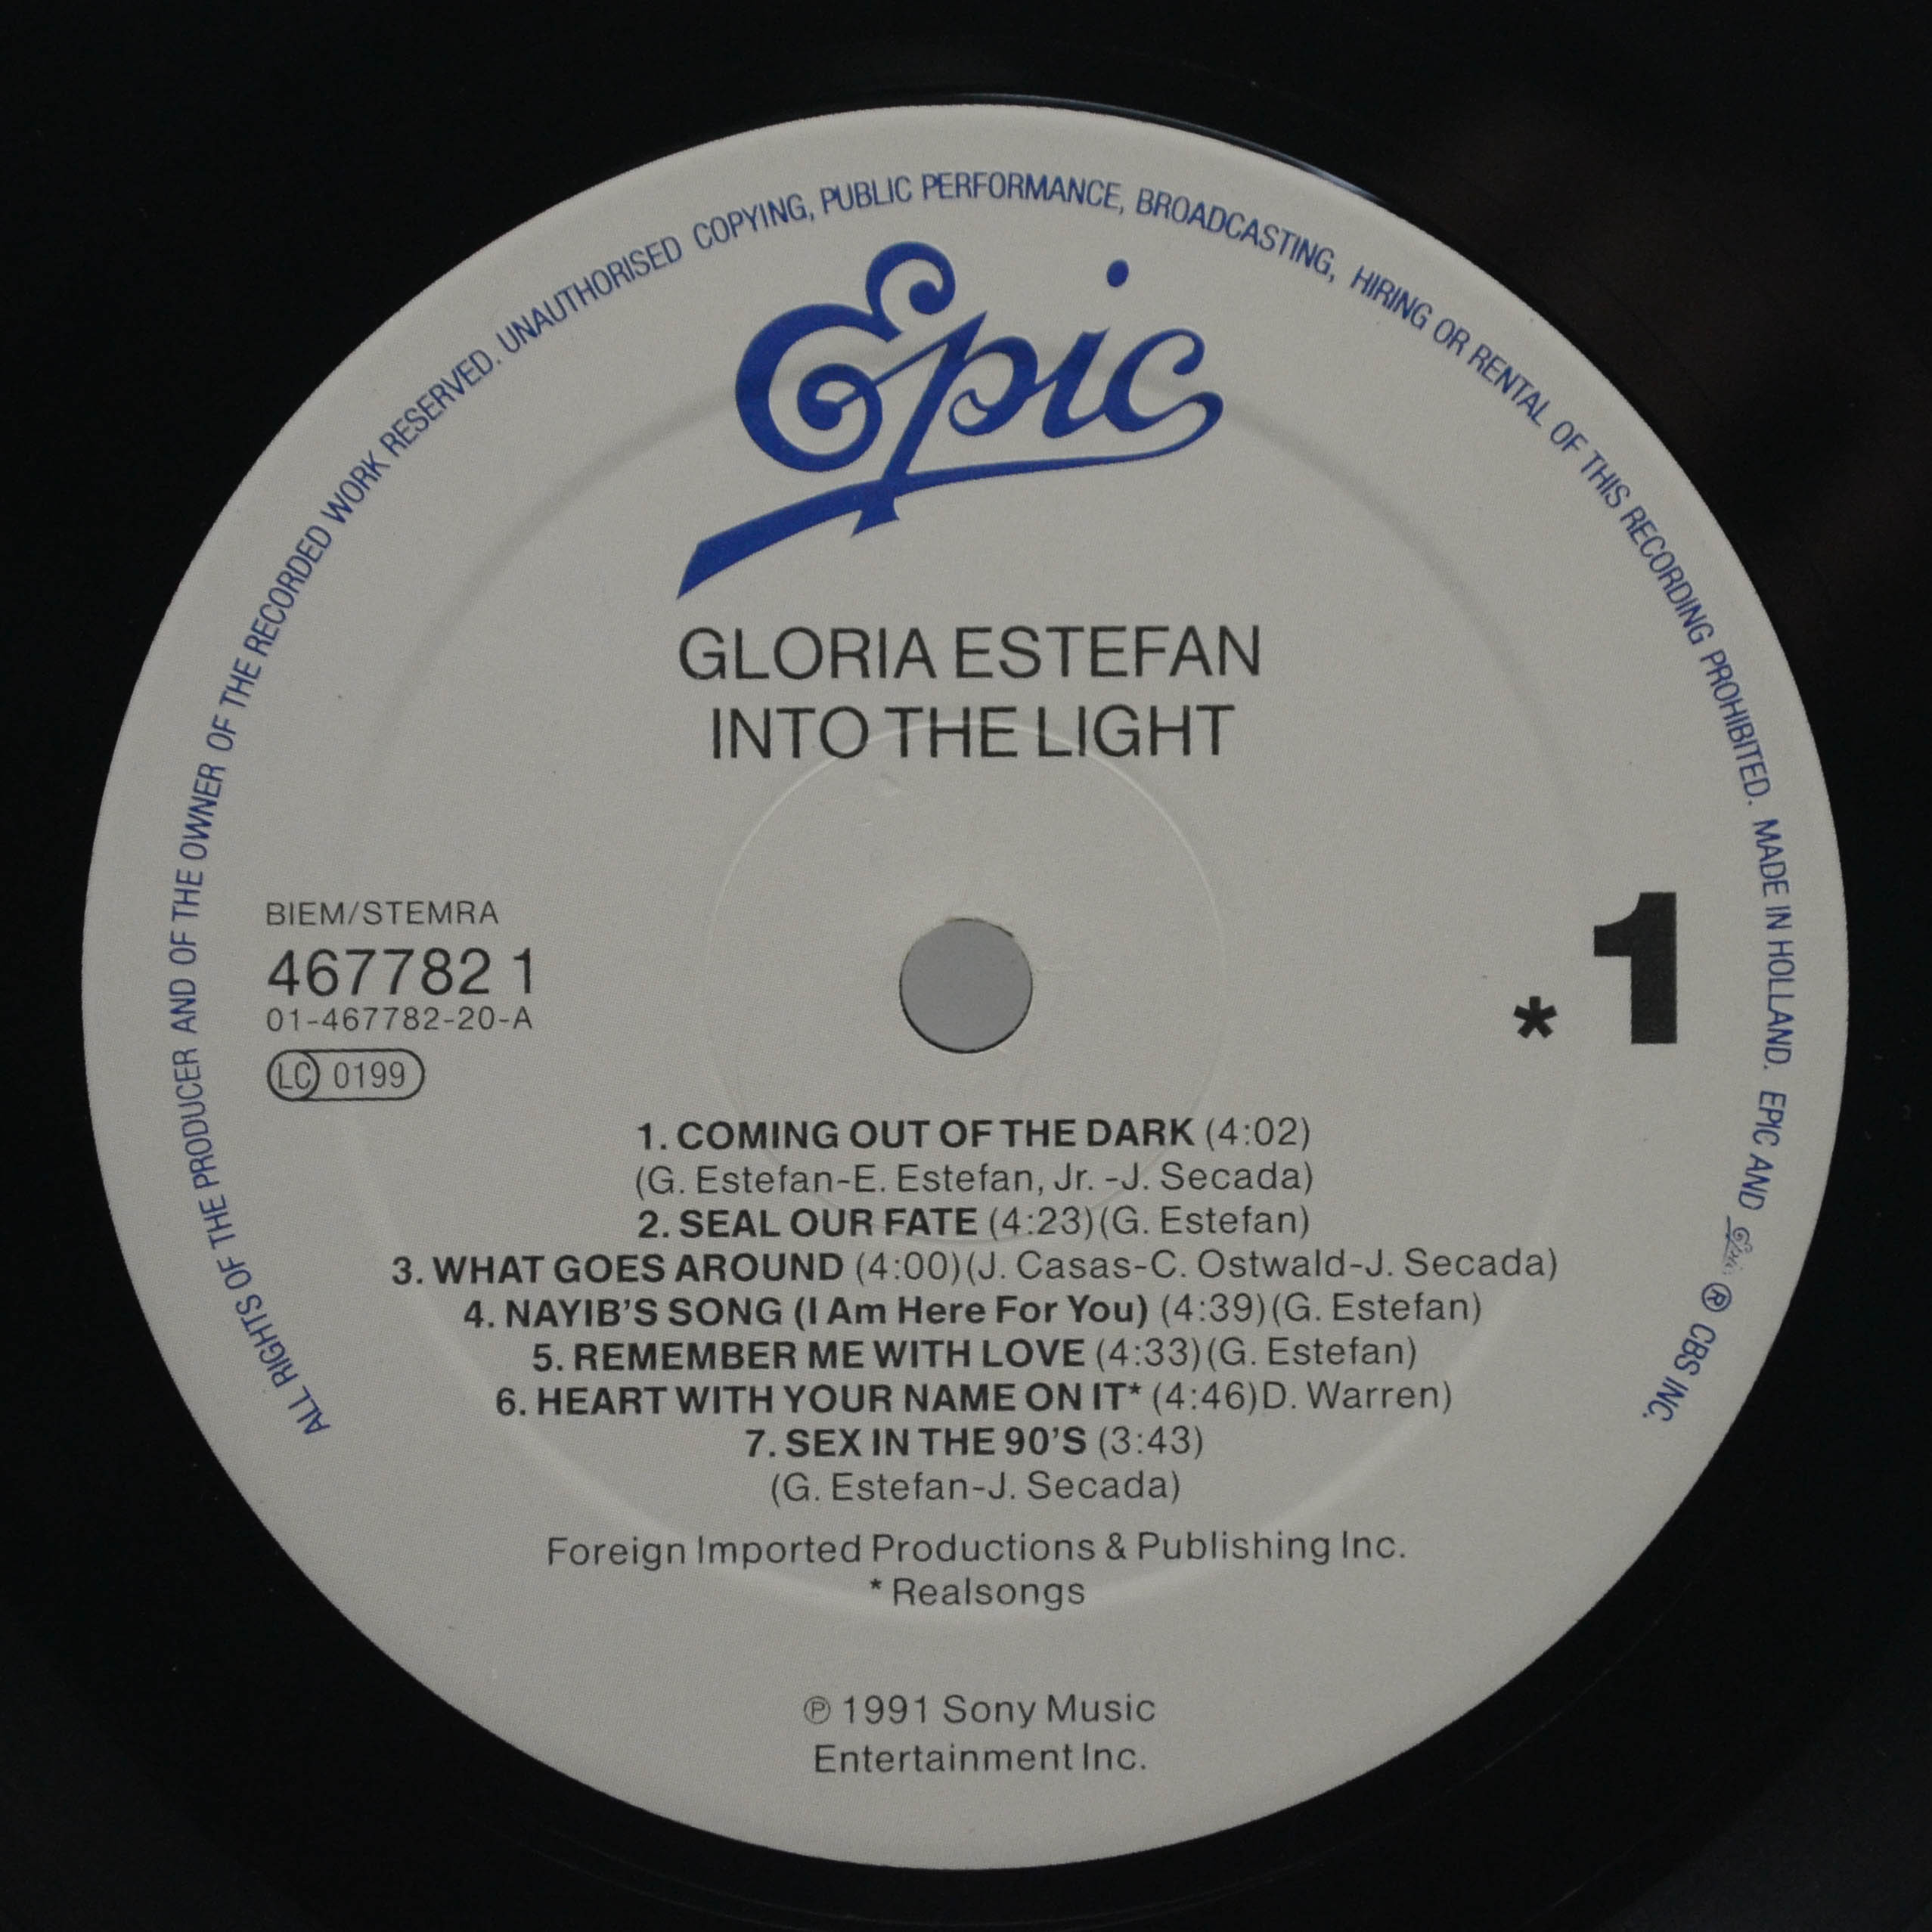 ALL RIGHTS OF THE PRODUCER AND OF THE OWNER OF THE RECORDED WORK RESERVED. UNAUTHORISED COPYING, PUBLIC PERFORMANCE, BROADCASTING, HIRING OR RENTAL OF THIS RECORDING PROHIBITED. MADE IN HOLLAND. EPIC AND Epic ® CBS INC.
Epic
GLORIA ESTEFAN
INTO THE LIGHT
BIEM/STEMRA
467782 1
01-467782-20-A
LC 0199
* 1
1. COMING OUT OF THE DARK (4:02)
(G. Estefan-E. Estefan, Jr. -J. Secada)
2. SEAL OUR FATE (4:23)(G. Estefan)
3. WHAT GOES AROUND (4:00)(J. Casas-C. Ostwald-J. Secada)
4. NAYIB'S SONG (I Am Here For You) (4:39)(G. Estefan)
5. REMEMBER ME WITH LOVE (4:33)(G. Estefan)
6. HEART WITH YOUR NAME ON IT* (4:46)D. Warren)
7. SEX IN THE 90'S (3:43)
(G. Estefan-J. Secada)
Foreign Imported Productions & Publishing Inc.
* Realsongs
℗ 1991 Sony Music
Entertainment Inc.